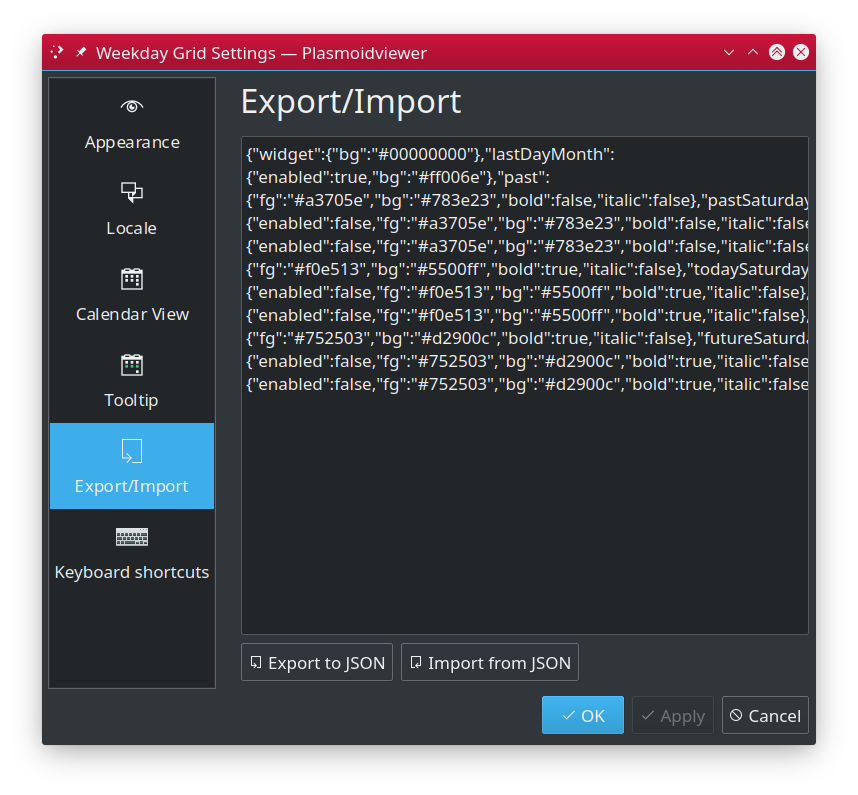 Weekday Grid Settings — Plasmoidviewer
Appearance
Locale
Calendar View
Tooltip
Export/Import
Keyboard shortcuts
Export/Import
{"widget":{"bg":"#00000000"},"lastDayMonth":
{"enabled":true,"bg":"#ff006e"},"past":
{"fg":"#a3705e","bg":"#783e23","bold":false,"italic":false},"pastSaturday
{"enabled":false,"fg":"#a3705e","bg":"#783e23","bold":false,"italic":false
{"enabled":false,"fg":"#a3705e","bg":"#783e23","bold":false,"italic":false
{"fg":"#f0e513","bg":"#5500ff","bold":true,"italic":false},"todaySaturday
{"enabled":false,"fg":"#f0e513","bg":"#5500ff","bold":true,"italic":false},
{"enabled":false,"fg":"#f0e513","bg":"#5500ff","bold":true,"italic":false},
{"fg":"#752503","bg":"#d2900c","bold":true,"italic":false},"futureSaturda
{"enabled":false,"fg":"#752503","bg":"#d2900c","bold":true,"italic":false
{"enabled":false,"fg":"#752503","bg":"#d2900c","bold":true,"italic":false
Export to JSON
Import from JSON
OK
Apply
Cancel